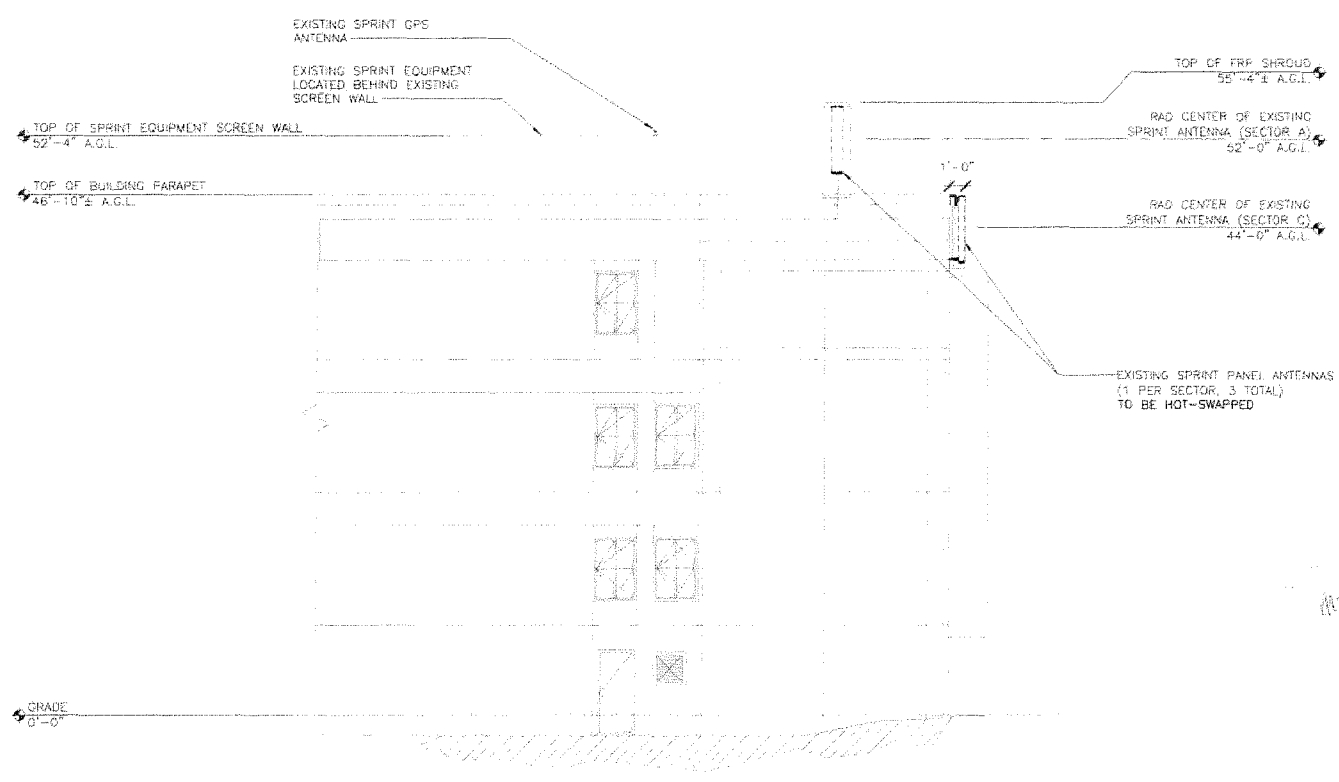 EXISTING SPRINT GPS
ANTENNA
EXISTING SPRINT EQUIPMENT
LOCATED BEHIND EXISTING
SCREEN WALL
TOP OF SPRINT EQUIPMENT SCREEN WALL
52'-4" A.G.L.
TOP OF BUILDING PARAPET
46'-10"± A.G.L.
TOP OF FRP SHROUD
55'-4"± A.G.L.
RAD CENTER OF EXISTING
SPRINT ANTENNA (SECTOR A)
52'-0" A.G.L.
1'-0"
RAD CENTER OF EXISTING
SPRINT ANTENNA (SECTOR C)
44'-0" A.G.L.
EXISTING SPRINT PANEL ANTENNAS
(1 PER SECTOR, 3 TOTAL)
TO BE HOT-SWAPPED
GRADE
0'-0"